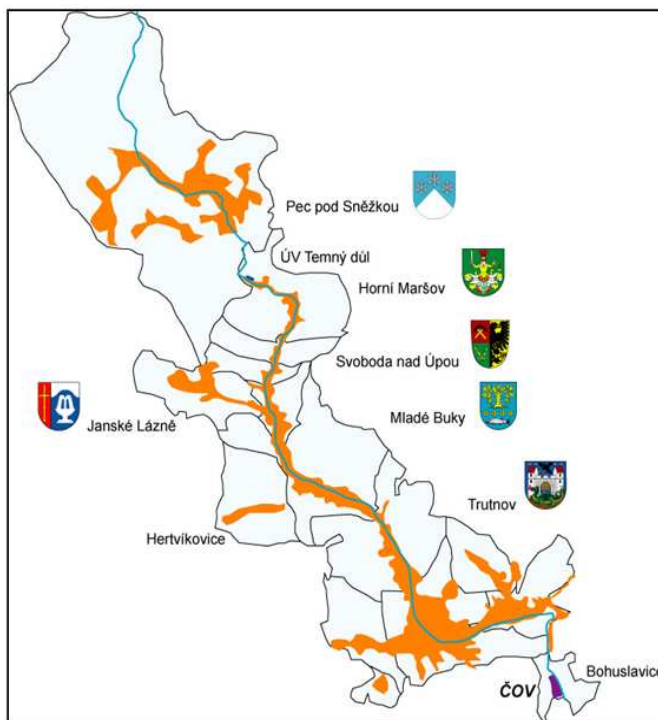 Pec pod Sněžkou
ÚV Temný důl
Horní Maršov
Svoboda nad Úpou
Mladé Buky
Janské Lázně
Trutnov
Hertvíkovice
Bohuslavice
ČOV